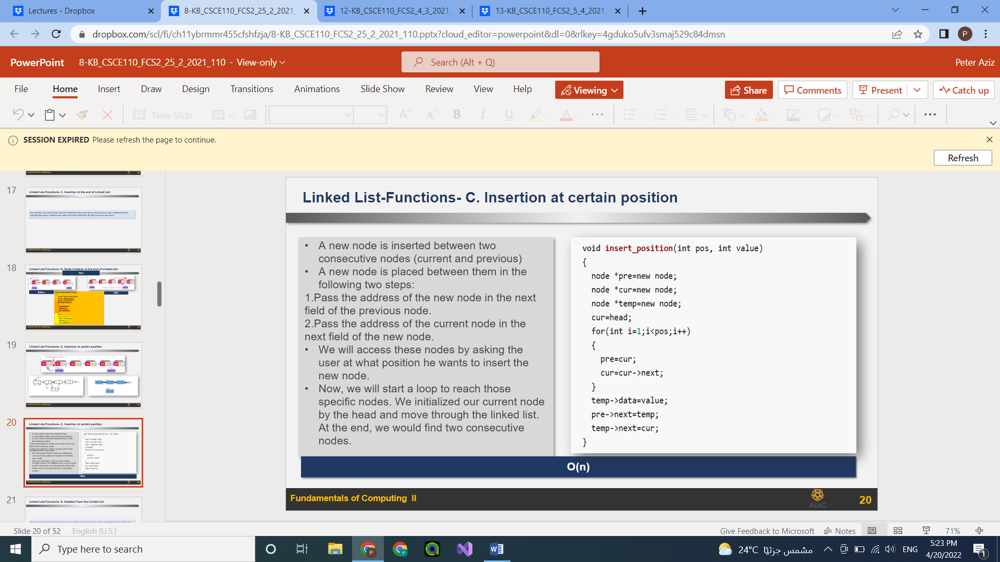 Lectures - Dropbox
8-KB_CSCE110_FCS2_25_2_2021_
12-KB_CSCE110_FCS2_4_3_2021_
13-KB_CSCE110_FCS2_5_4_2021_
dropbox.com/scl/fi/ch11ybrmmr455cfshfzja/8-KB_CSCE110_FCS2_25_2_2021_110.pptx?cloud_editor=powerpoint&dl=0&rlkey=4gduko5ufv3smaj529c84dmsn
P
PowerPoint 8-KB_CSCE110_FCS2_25_2_2021_110 - View-only
Search (Alt + Q)
Peter Aziz
File Home Insert Draw Design Transitions Animations Slide Show Review View Help
Viewing
Share
Comments
Present
Catch up
New Slide
SESSION EXPIRED Please refresh the page to continue.
Refresh
17
Linked List-Functions- C. Insertion at the end of Linked List
18
Linked List-Functions- B. Node Creation at the end of Linked List
O(1)
Before
After
19
Linked List-Functions- C. Insertion at certain position
20
Linked List-Functions- C. Insertion at certain position
21
Linked List-Functions- D. Deletion from the Linked List
Linked List-Functions- C. Insertion at certain position
• A new node is inserted between two
consecutive nodes (current and previous)
• A new node is placed between them in the
following two steps:
1.Pass the address of the new node in the next
field of the previous node.
2.Pass the address of the current node in the
next field of the new node.
• We will access these nodes by asking the
user at what position he wants to insert the
new node.
• Now, we will start a loop to reach those
specific nodes. We initialized our current node
by the head and move through the linked list.
At the end, we would find two consecutive
nodes.
void insert_position(int pos, int value)
{
node *pre=new node;
node *cur=new node;
node *temp=new node;
cur=head;
for(int i=1;i<pos;i++)
{
pre=cur;
cur=cur->next;
}
temp->data=value;
pre->next=temp;
temp->next=cur;
}
O(n)
Fundamentals of Computing II
AUC
20
Slide 20 of 52
English (U.S.)
Give Feedback to Microsoft
Notes
71%
Type here to search
24°C مشمس جزئيًا
ENG
5:23 PM
4/20/2022
1